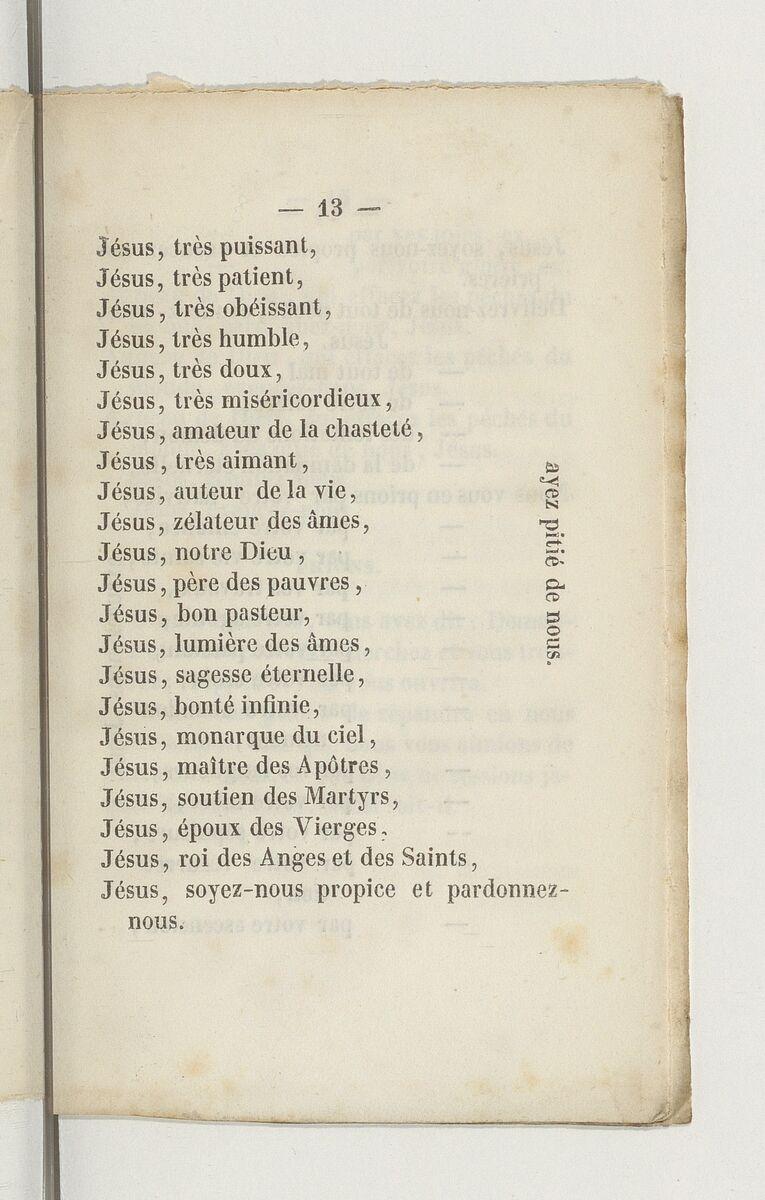 — 13 —
Jésus, très puissant,
Jésus, très patient,
Jésus, très obéissant,
Jésus, très humble,
Jésus, très doux,
Jésus, très miséricordieux,
Jésus, amateur de la chasteté,
Jésus, très aimant,
Jésus, auteur de la vie,
Jésus, zélateur des âmes,
Jésus, notre Dieu,
Jésus, père des pauvres,
Jésus, bon pasteur,
Jésus, lumière des âmes,
Jésus, sagesse éternelle,
Jésus, bonté infinie,
Jésus, monarque du ciel,
Jésus, maître des Apôtres,
Jésus, soutien des Martyrs,
Jésus, époux des Vierges,
Jésus, roi des Anges et des Saints,
ayez pitié de nous.
Jésus, soyez-nous propice et pardonnez-
nous.